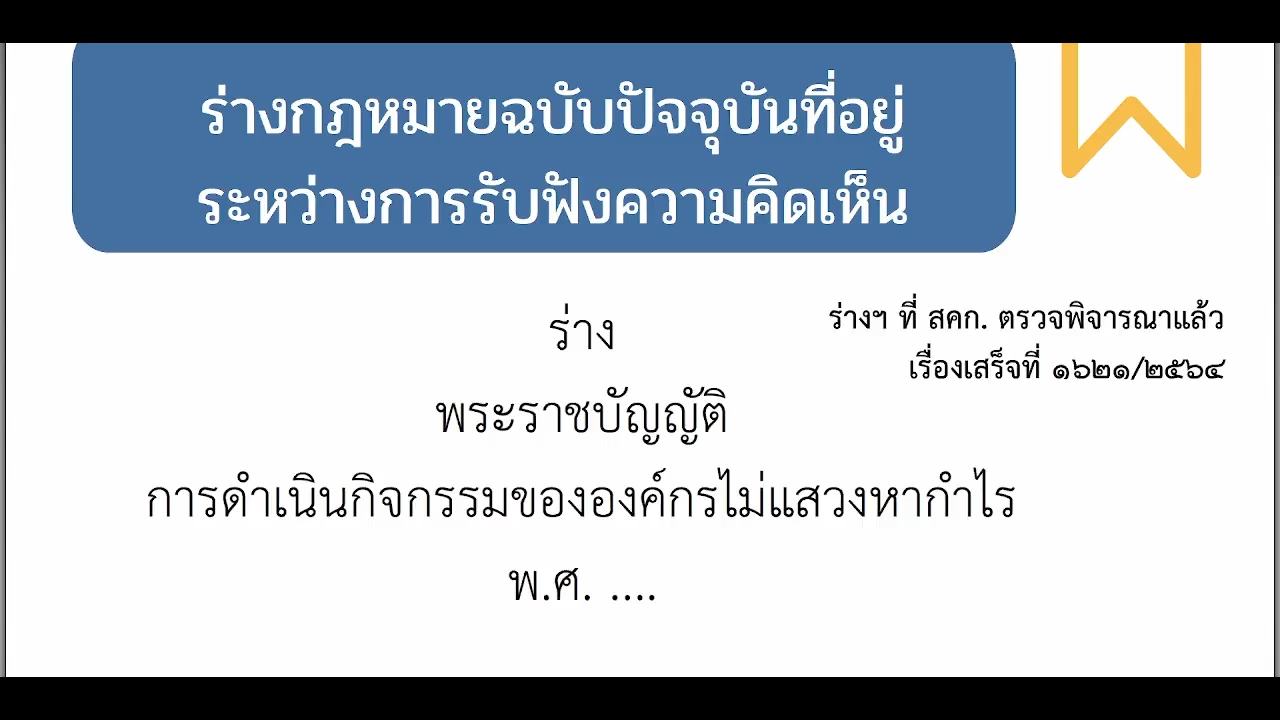 ร่างกฎหมายฉบับปัจจุบันที่อยู่
ระหว่างการรับฟังความคิดเห็น
ร่างฯ ที่ สคก. ตรวจพิจารณาแล้ว
เรื่องเสร็จที่ ๑๖๒๑/๒๕๖๔
ร่าง
พระราชบัญญัติ
การดำเนินกิจกรรมขององค์กรไม่แสวงหากำไร
พ.ศ. ....